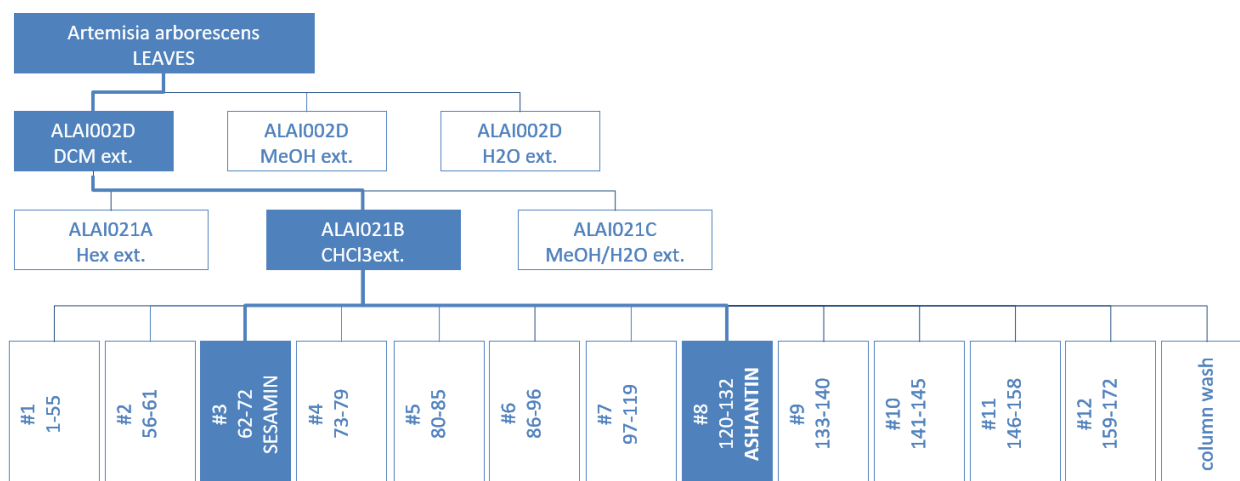 Artemisia arborescens
LEAVES
ALAI002D
DCM ext.
ALAI002D
MeOH ext.
ALAI002D
H2O ext.
ALAI021A
Hex ext.
ALAI021B
CHCl3ext.
ALAI021C
MeOH/H2O ext.
#1
1-55
#2
56-61
#3
62-72
SESAMIN
#4
73-79
#5
80-85
#6
86-96
#7
97-119
#8
120-132
ASHANTIN
#9
133-140
#10
141-145
#11
146-158
#12
159-172
column wash